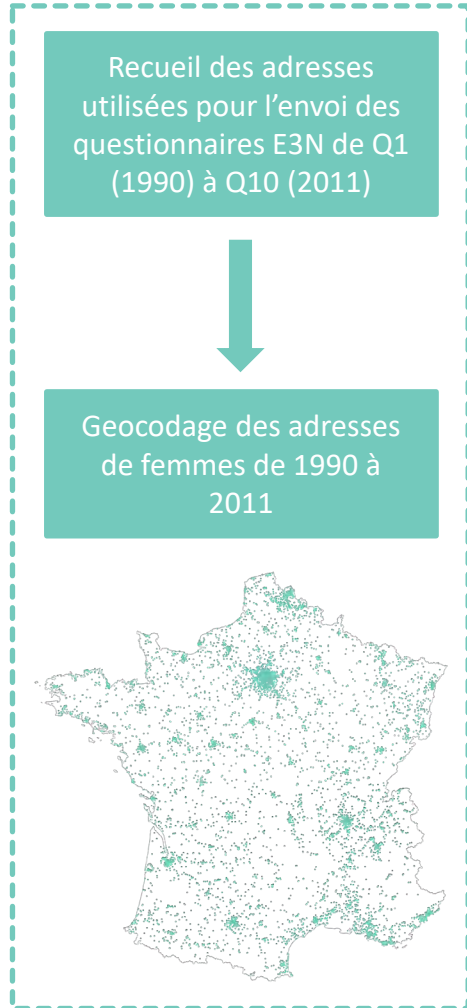 Recueil des adresses
utilisées pour l’envoi des
questionnaires E3N de Q1
(1990) à Q10 (2011)
Geocodage des adresses
de femmes de 1990 à
2011